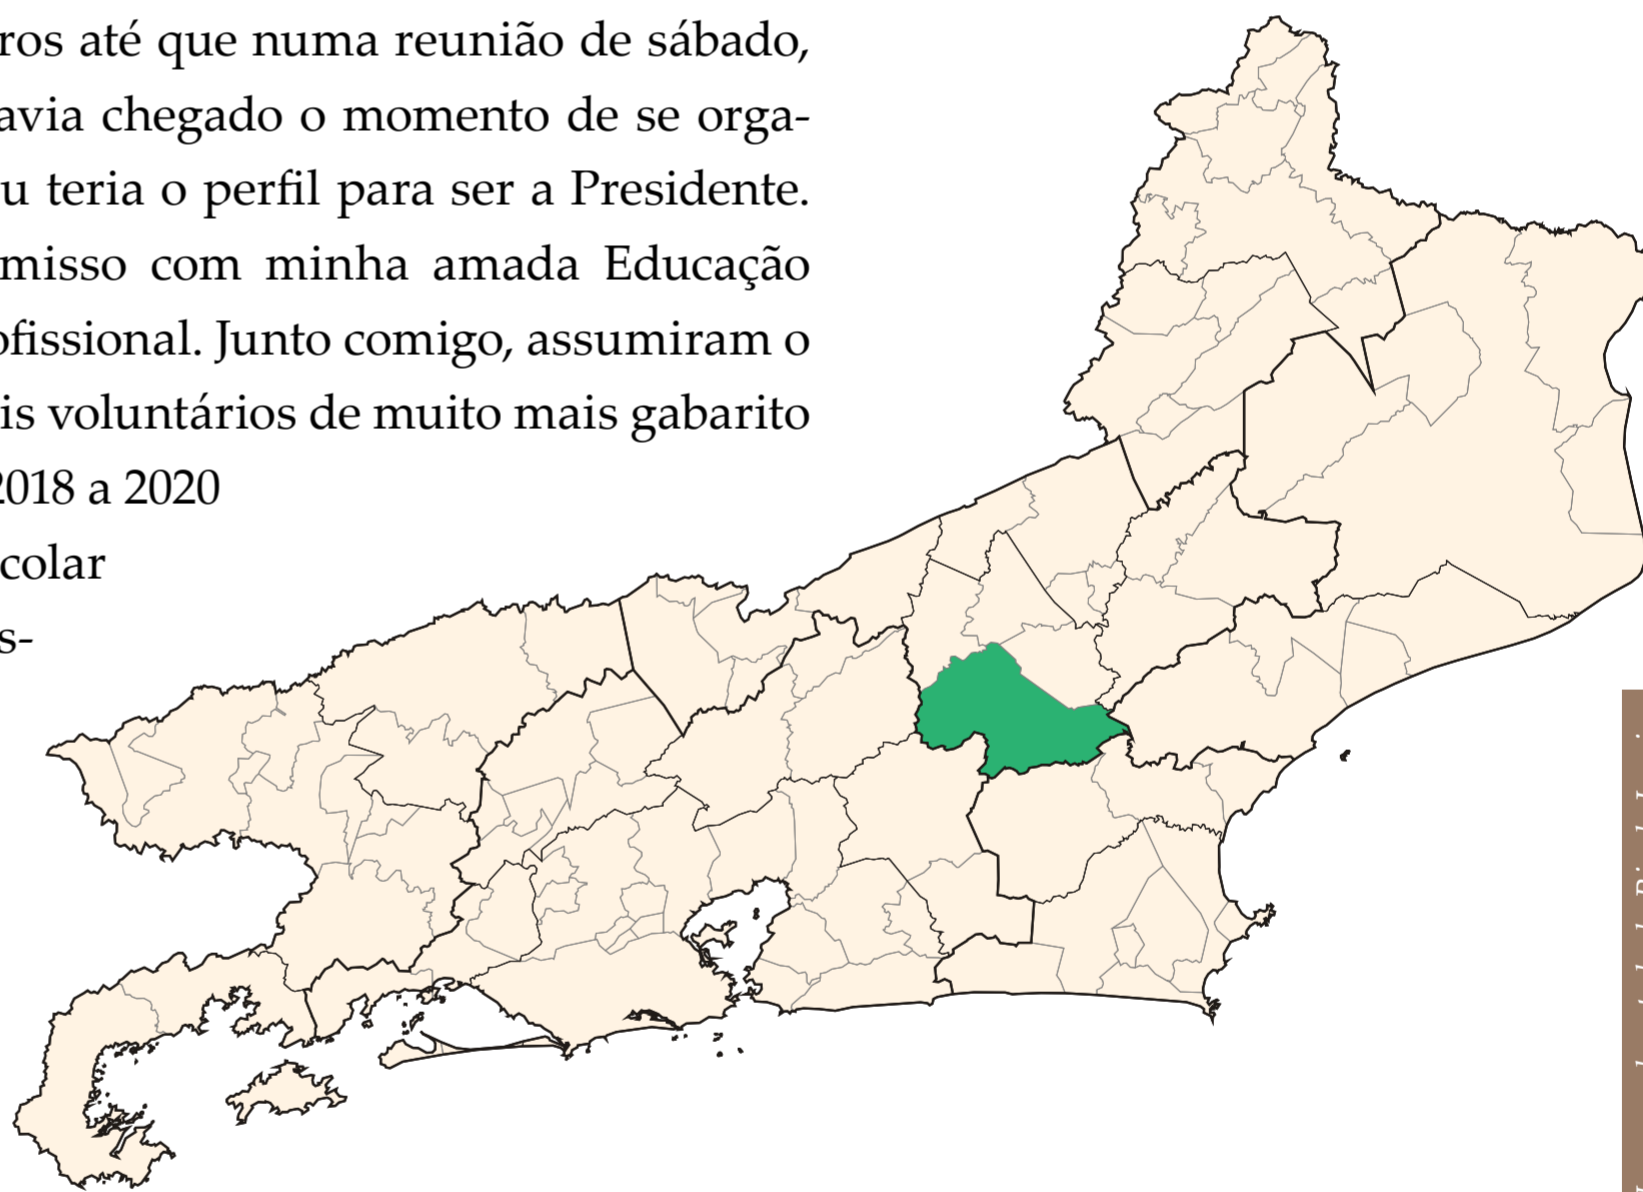 ros até que numa reunião de sábado,
avia chegado o momento de se orga-
u teria o perfil para ser a Presidente.
misso com minha amada Educação
ofissional. Junto comigo, assumiram o
is voluntários de muito mais gabarito
2018 a 2020
colar
s-